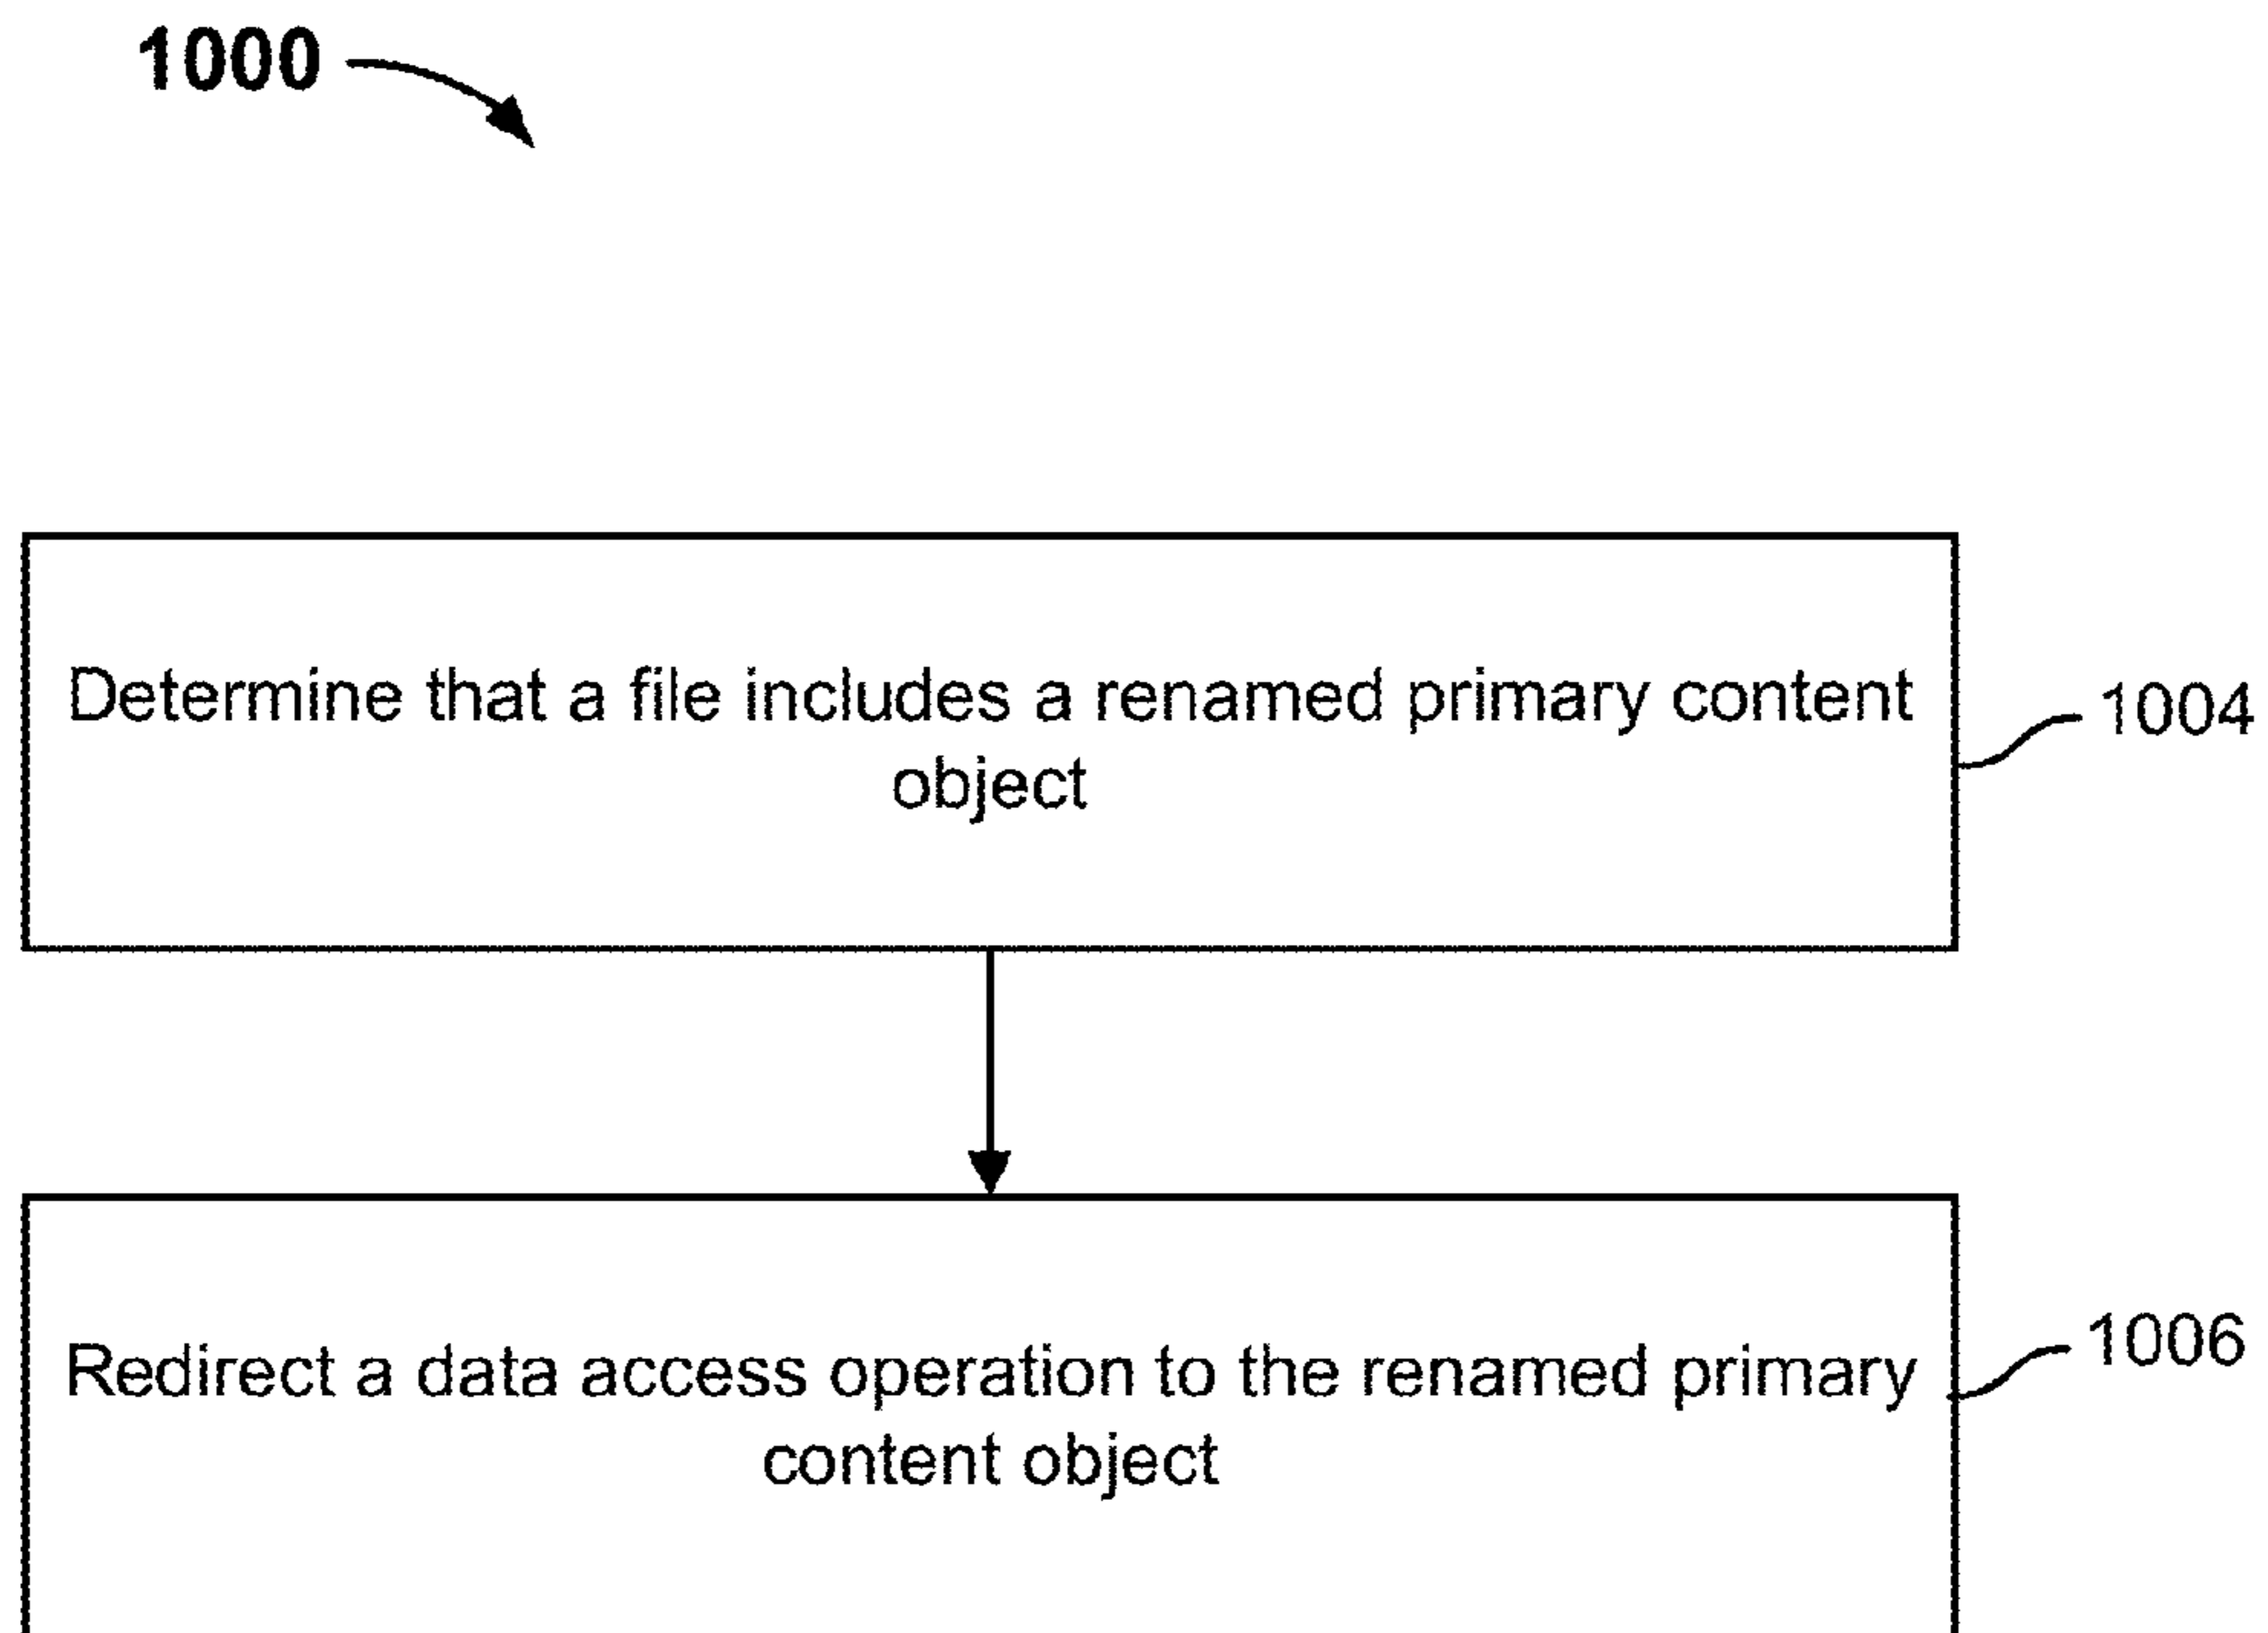 1000
Determine that a file includes a renamed primary content
object
1004
Redirect a data access operation to the renamed primary
content object
1006